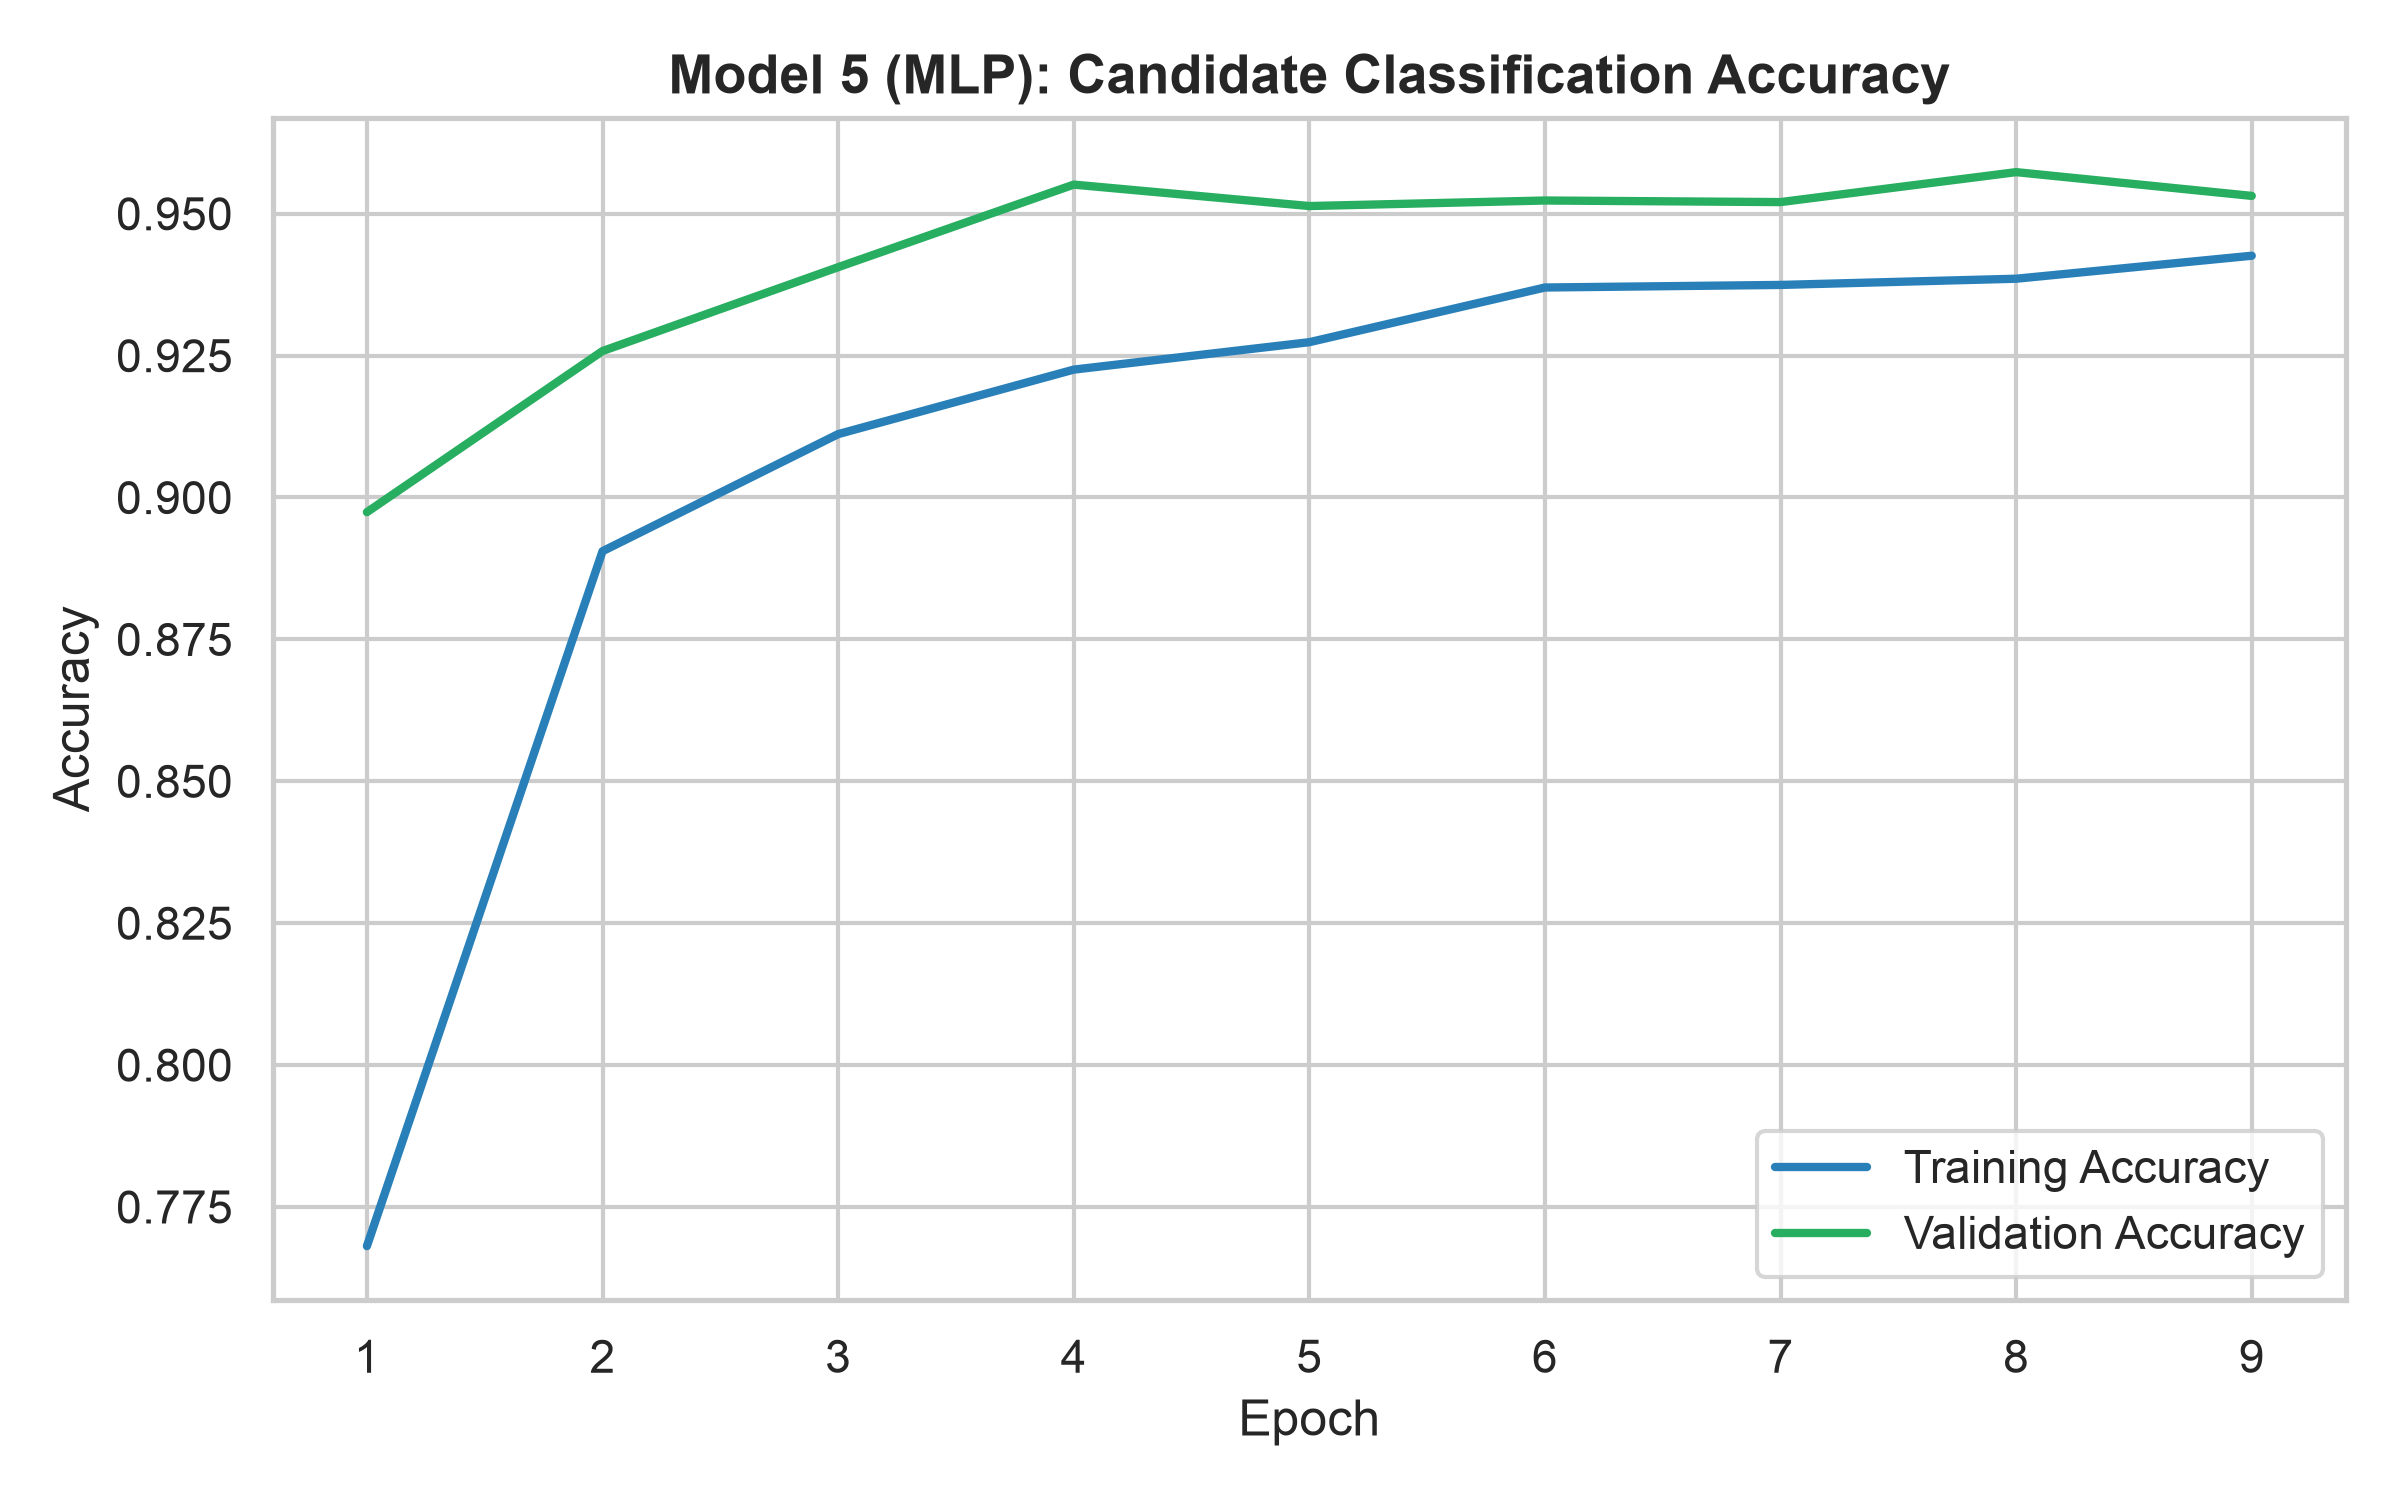 Model 5 (MLP): Candidate Classification Accuracy
Accuracy
0.950
0.925
0.900
0.875
0.850
0.825
0.800
0.775
Training Accuracy
Validation Accuracy
1 2 3 4 5 6 7 8 9
Epoch